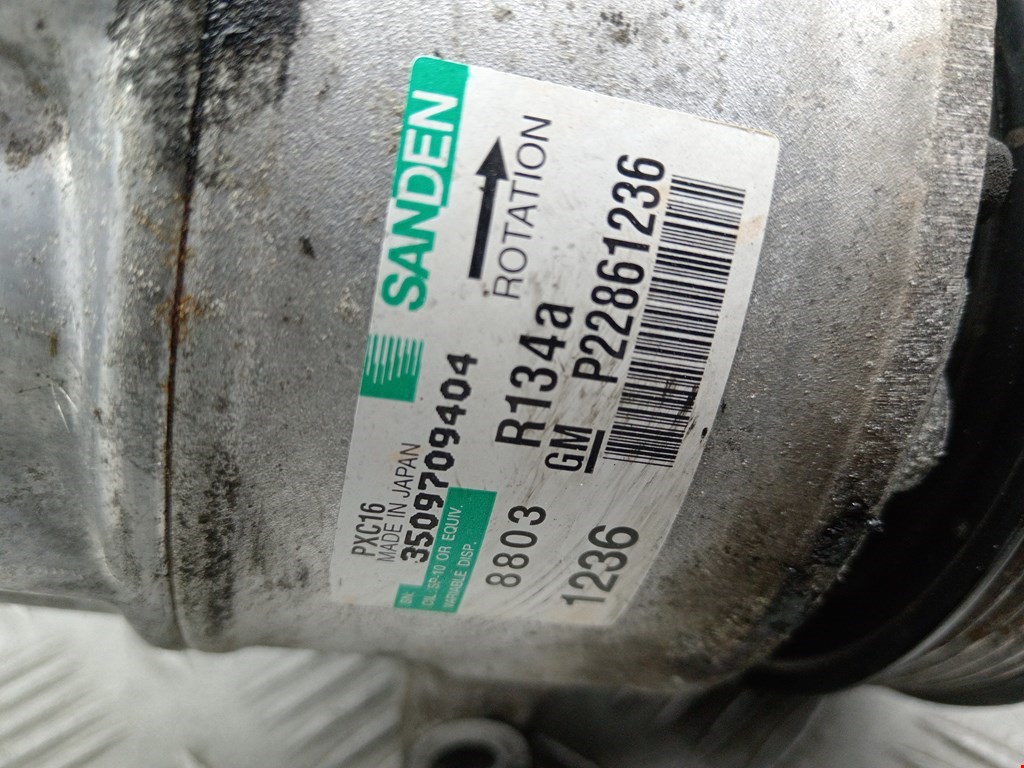 SANDEN
ROTATION
PXC16
MADE IN JAPAN
3509709404
SN:
OIL:SP-10 OR EQUIV.
VARIABLE DISP.
R134a
8803
GM P22861236
1236